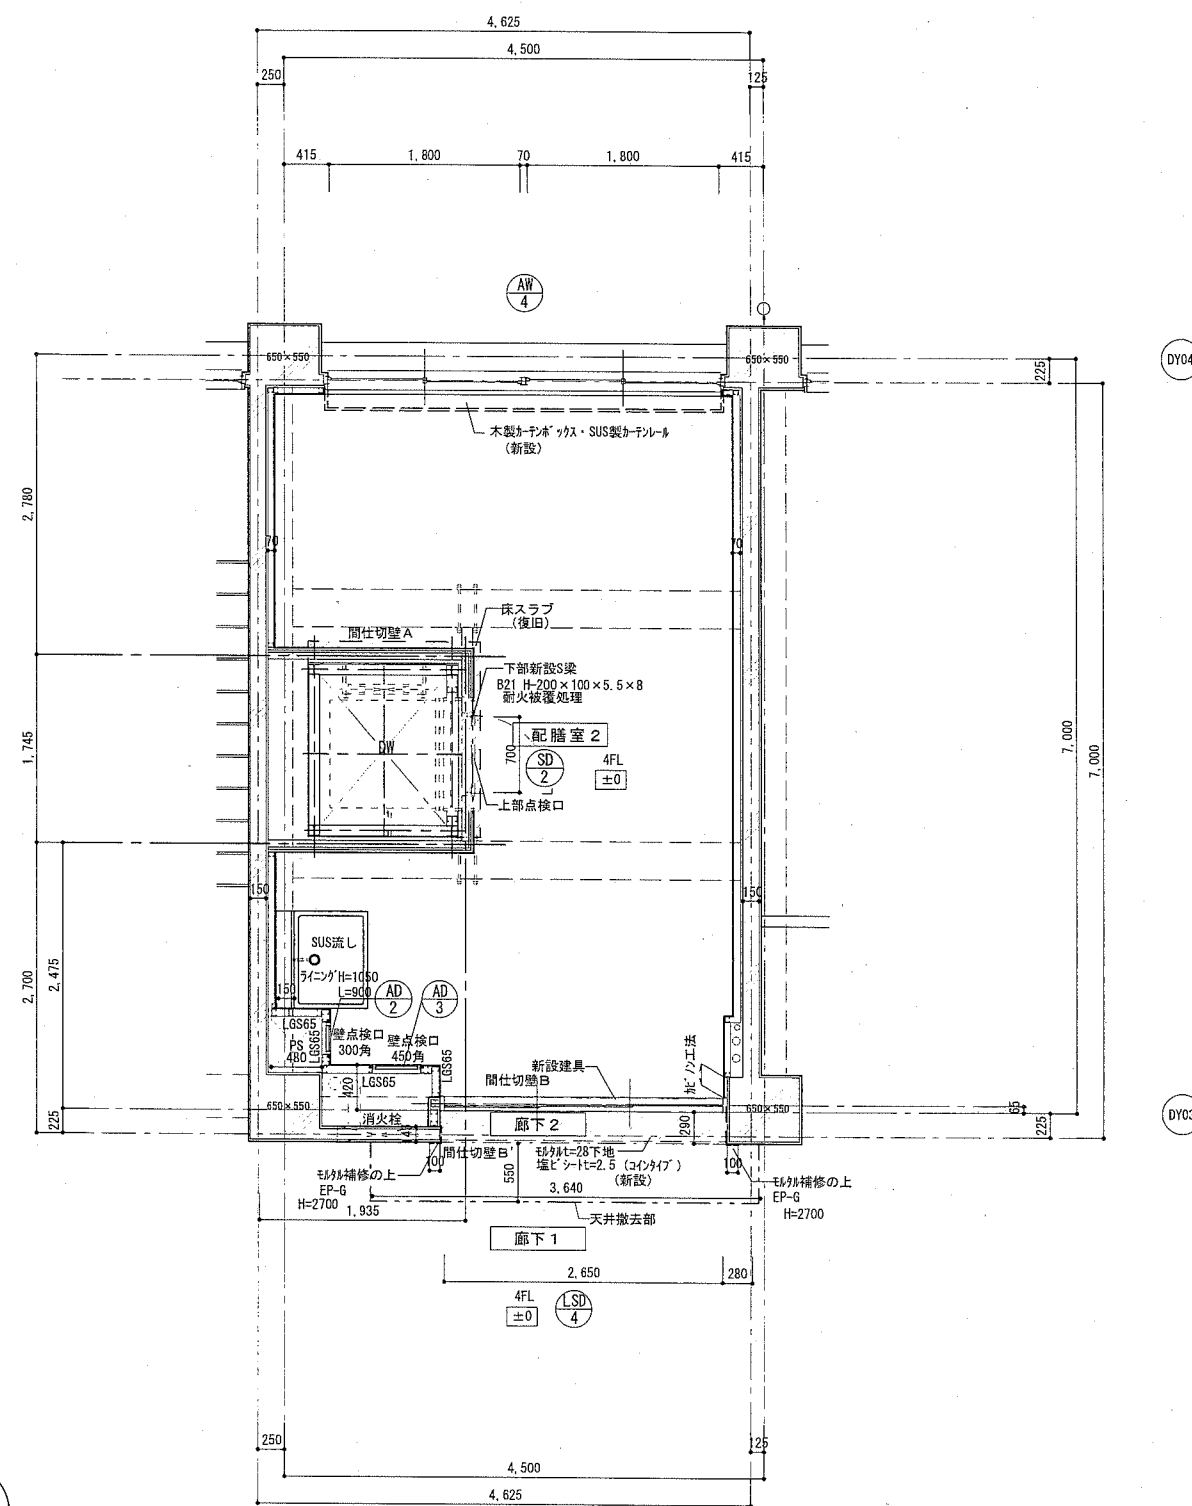 4,625
4,500
250
125
415
1,800
70
1,800
415
AW
4
650×550
650×550
DY04
225
木製カーテンボックス・SUS製カーテンレール
(新設)
2,780
70
70
床スラブ
(復旧)
間仕切壁A
下部新設S梁
B21 H-200×100×5.5×8
耐火被覆処理
配膳室2
700
SD
2
4FL
±0
DW
上部点検口
1,745
7,000
7,000
150
150
SUS流し
ライニングH=1050
L=900
150
AD
2
AD
3
2,700
2,475
LGS65
PS
480
LGS65
壁点検口
300角
壁点検口
450角
LGS65
LGS65
420
新設建具
間仕切壁B
カビノン工法
650×550
650×550
225
65
225
DY03
消火栓
廊下2
290
間仕切壁B'
モルタルt=28下地
塩ビシートt=2.5 (コインタイプ)
(新設)
100
100
550
モルタル補修の上
EP-G
H=2700
モルタル補修の上
EP-G
H=2700
3,640
1,935
天井撤去部
廊下1
2,650
280
4FL
±0
LSD
4
250
125
4,500
4,625